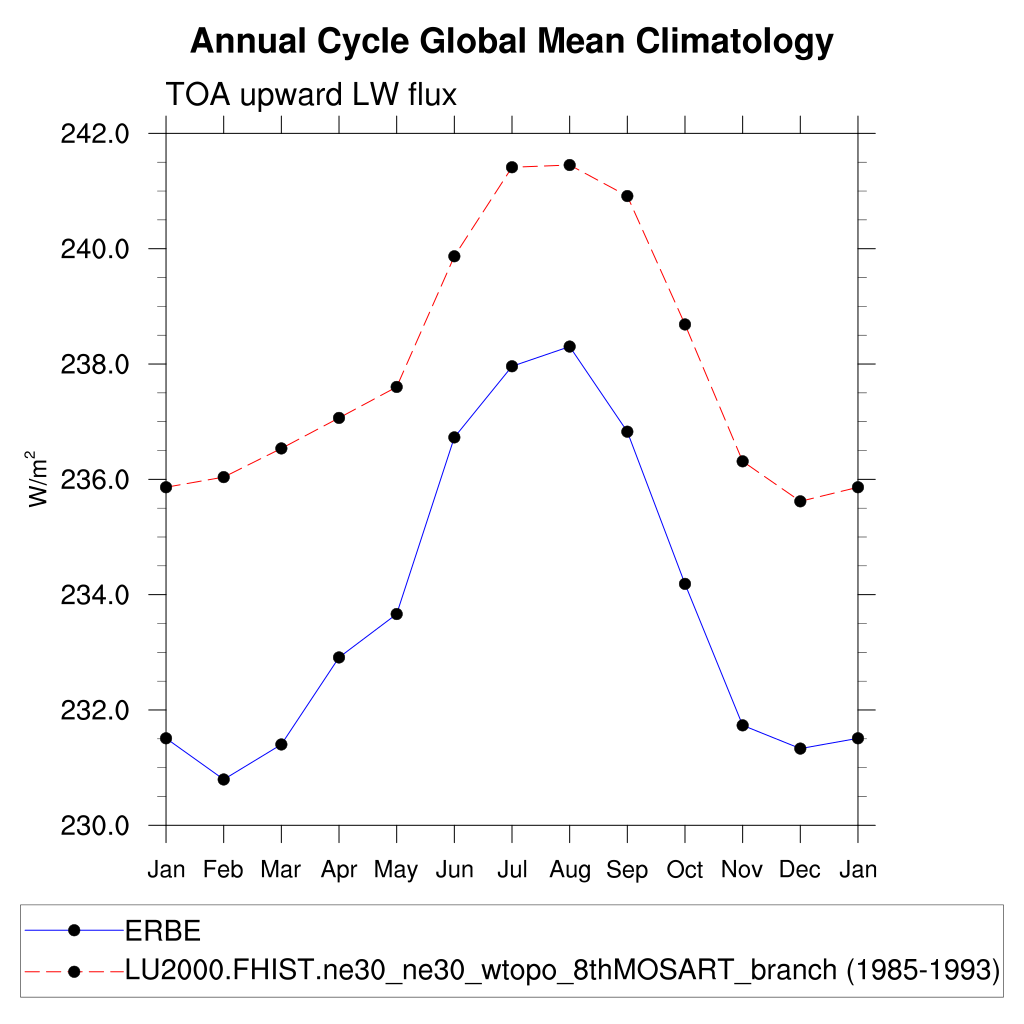 Annual Cycle Global Mean Climatology
TOA upward LW flux
242.0
240.0
238.0
236.0
234.0
232.0
230.0
W/m²
Jan Feb Mar Apr May Jun Jul Aug Sep Oct Nov Dec Jan
ERBE
LU2000.FHIST.ne30_ne30_wtopo_8thMOSART_branch (1985-1993)